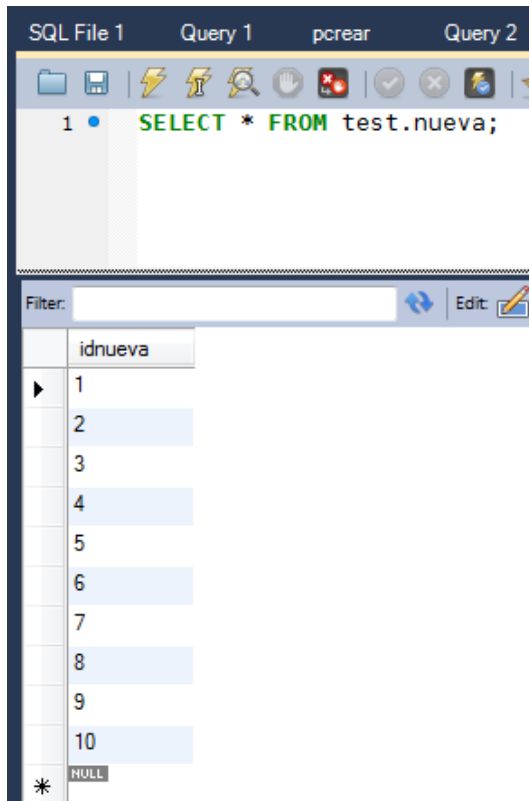 SQL File 1 Query 1 pcrear Query 2
1 SELECT * FROM test.nueva;
Filter: Edit:
idnueva
1
2
3
4
5
6
7
8
9
10
NULL